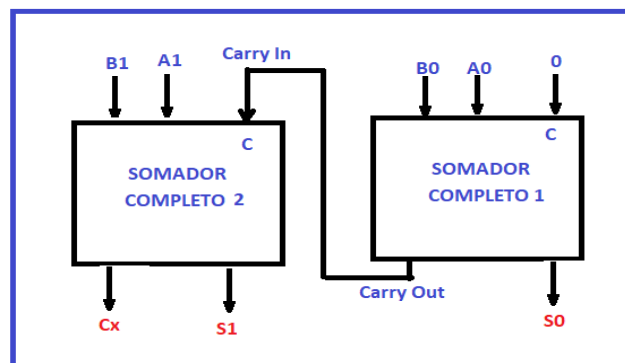 Carry In
B1 A1
B0 A0 0
C
SOMADOR
COMPLETO 2
C
SOMADOR
COMPLETO 1
Carry Out
Cx S1
S0